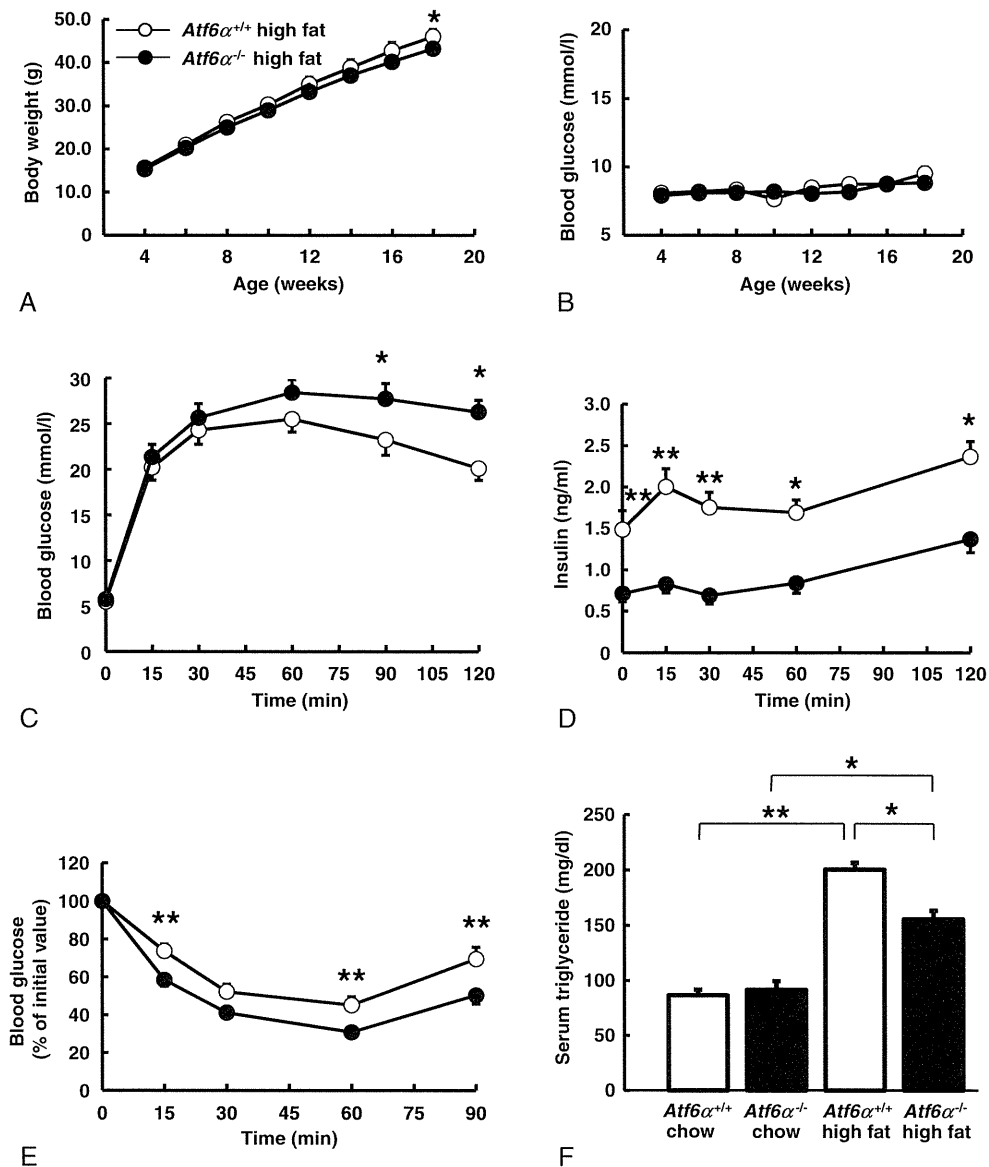 50.0
40.0
30.0
20.0
10.0
0
Body weight (g)
Atf6α+/+ high fat
Atf6α-/- high fat
*
4 8 12 16 20
Age (weeks)
A
20
15
10
5
Blood glucose (mmol/l)
4 8 12 16 20
Age (weeks)
B
30
25
20
15
10
5
0
Blood glucose (mmol/l)
* *
0 15 30 45 60 75 90 105 120
Time (min)
C
3.0
2.5
2.0
1.5
1.0
0.5
0
Insulin (ng/ml)
** ** ** * *
0 15 30 45 60 75 90 105 120
Time (min)
D
120
100
80
60
40
20
0
Blood glucose
(% of initial value)
** ** **
0 15 30 45 60 75 90
Time (min)
E
250
200
150
100
50
0
Serum triglyceride (mg/dl)
*
** *
Atf6α+/+ Atf6α-/- Atf6α+/+ Atf6α-/-
chow chow high fat high fat
F